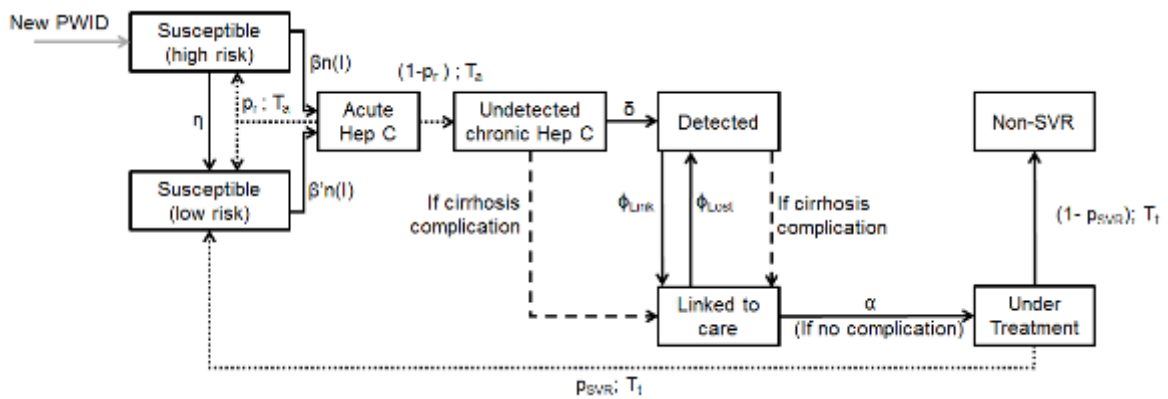 New PWID
Susceptible
(high risk)
βn(I)
(1-pᵣ) ; Tₐ
pᵣ ; Tₐ
η
Acute
Hep C
Undetected
chronic Hep C
δ
Detected
Non-SVR
Susceptible
(low risk)
β'n(I)
If cirrhosis
complication
ϕLink
ϕLost
If cirrhosis
complication
(1- pSVR); Tₜ
Linked to
care
α
(If no complication)
Under
Treatment
pSVR; Tₜ